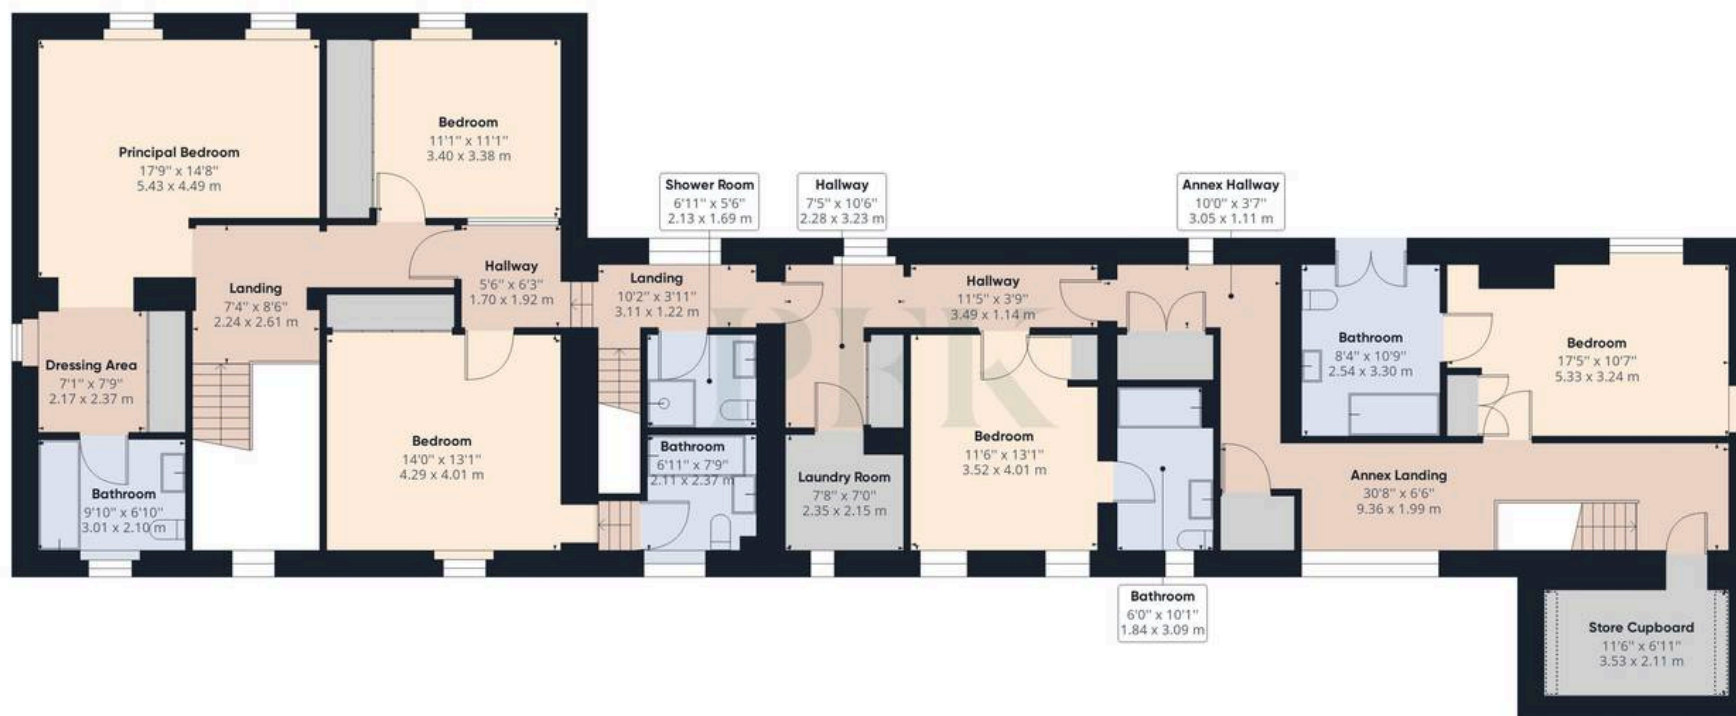 Principal Bedroom
17'9" x 14'8"
5.43 x 4.49 m
Bedroom
11'1" x 11'1"
3.40 x 3.38 m
Shower Room
6'11" x 5'6"
2.13 x 1.69 m
Hallway
7'5" x 10'6"
2.28 x 3.23 m
Annex Hallway
10'0" x 3'7"
3.05 x 1.11 m
Landing
7'4" x 8'6"
2.24 x 2.61 m
Hallway
5'6" x 6'3"
1.70 x 1.92 m
Landing
10'2" x 3'11"
3.11 x 1.22 m
Hallway
11'5" x 3'9"
3.49 x 1.14 m
Bathroom
8'4" x 10'9"
2.54 x 3.30 m
Bedroom
17'5" x 10'7"
5.33 x 3.24 m
Dressing Area
7'1" x 7'9"
2.17 x 2.37 m
PFK
Bedroom
14'0" x 13'1"
4.29 x 4.01 m
Bathroom
6'11" x 7'9"
2.11 x 2.37 m
Bedroom
11'6" x 13'1"
3.52 x 4.01 m
Bathroom
9'10" x 6'10"
3.01 x 2.10 m
Laundry Room
7'8" x 7'0"
2.35 x 2.15 m
Annex Landing
30'8" x 6'6"
9.36 x 1.99 m
Bathroom
6'0" x 10'1"
1.84 x 3.09 m
Store Cupboard
11'6" x 6'11"
3.53 x 2.11 m